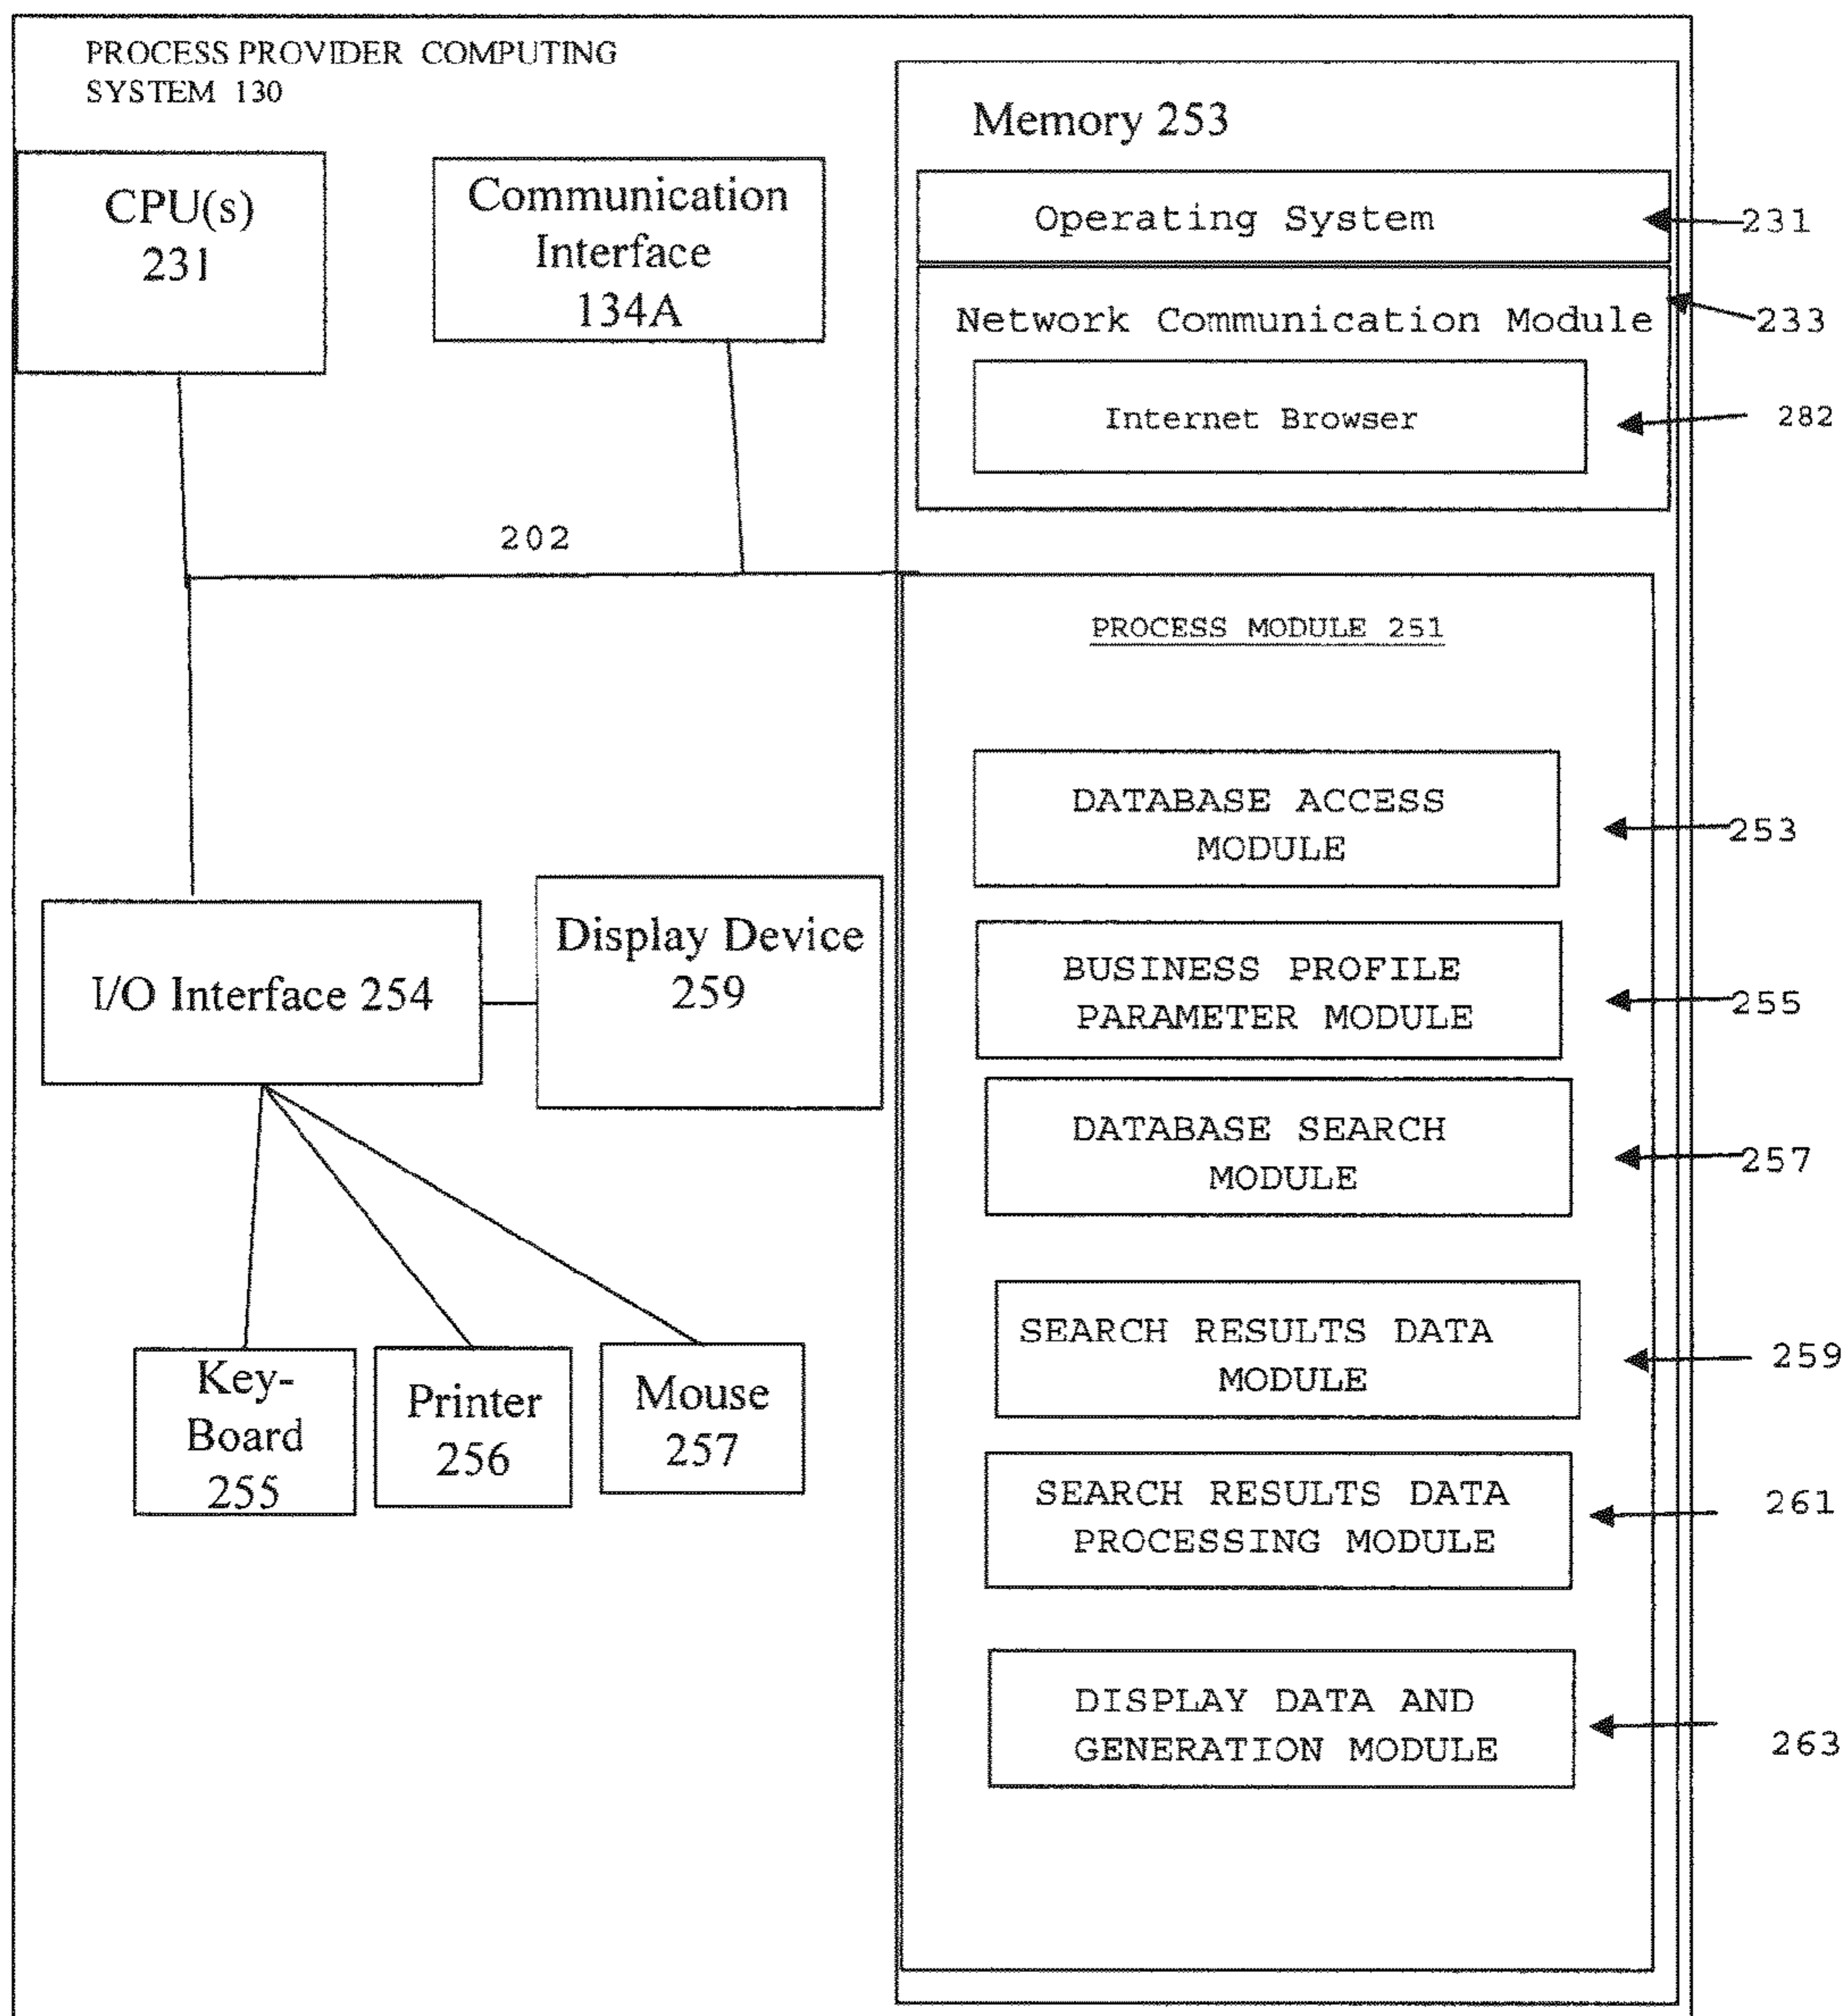 PROCESS PROVIDER COMPUTING
SYSTEM 130
CPU(s)
231
Communication
Interface
134A
Memory 253
Operating System
231
Network Communication Module
233
Internet Browser
282
202
PROCESS MODULE 251
DATABASE ACCESS
MODULE
253
BUSINESS PROFILE
PARAMETER MODULE
255
DATABASE SEARCH
MODULE
257
SEARCH RESULTS DATA
MODULE
259
SEARCH RESULTS DATA
PROCESSING MODULE
261
DISPLAY DATA AND
GENERATION MODULE
263
I/O Interface 254
Display Device
259
Key-
Board
255
Printer
256
Mouse
257